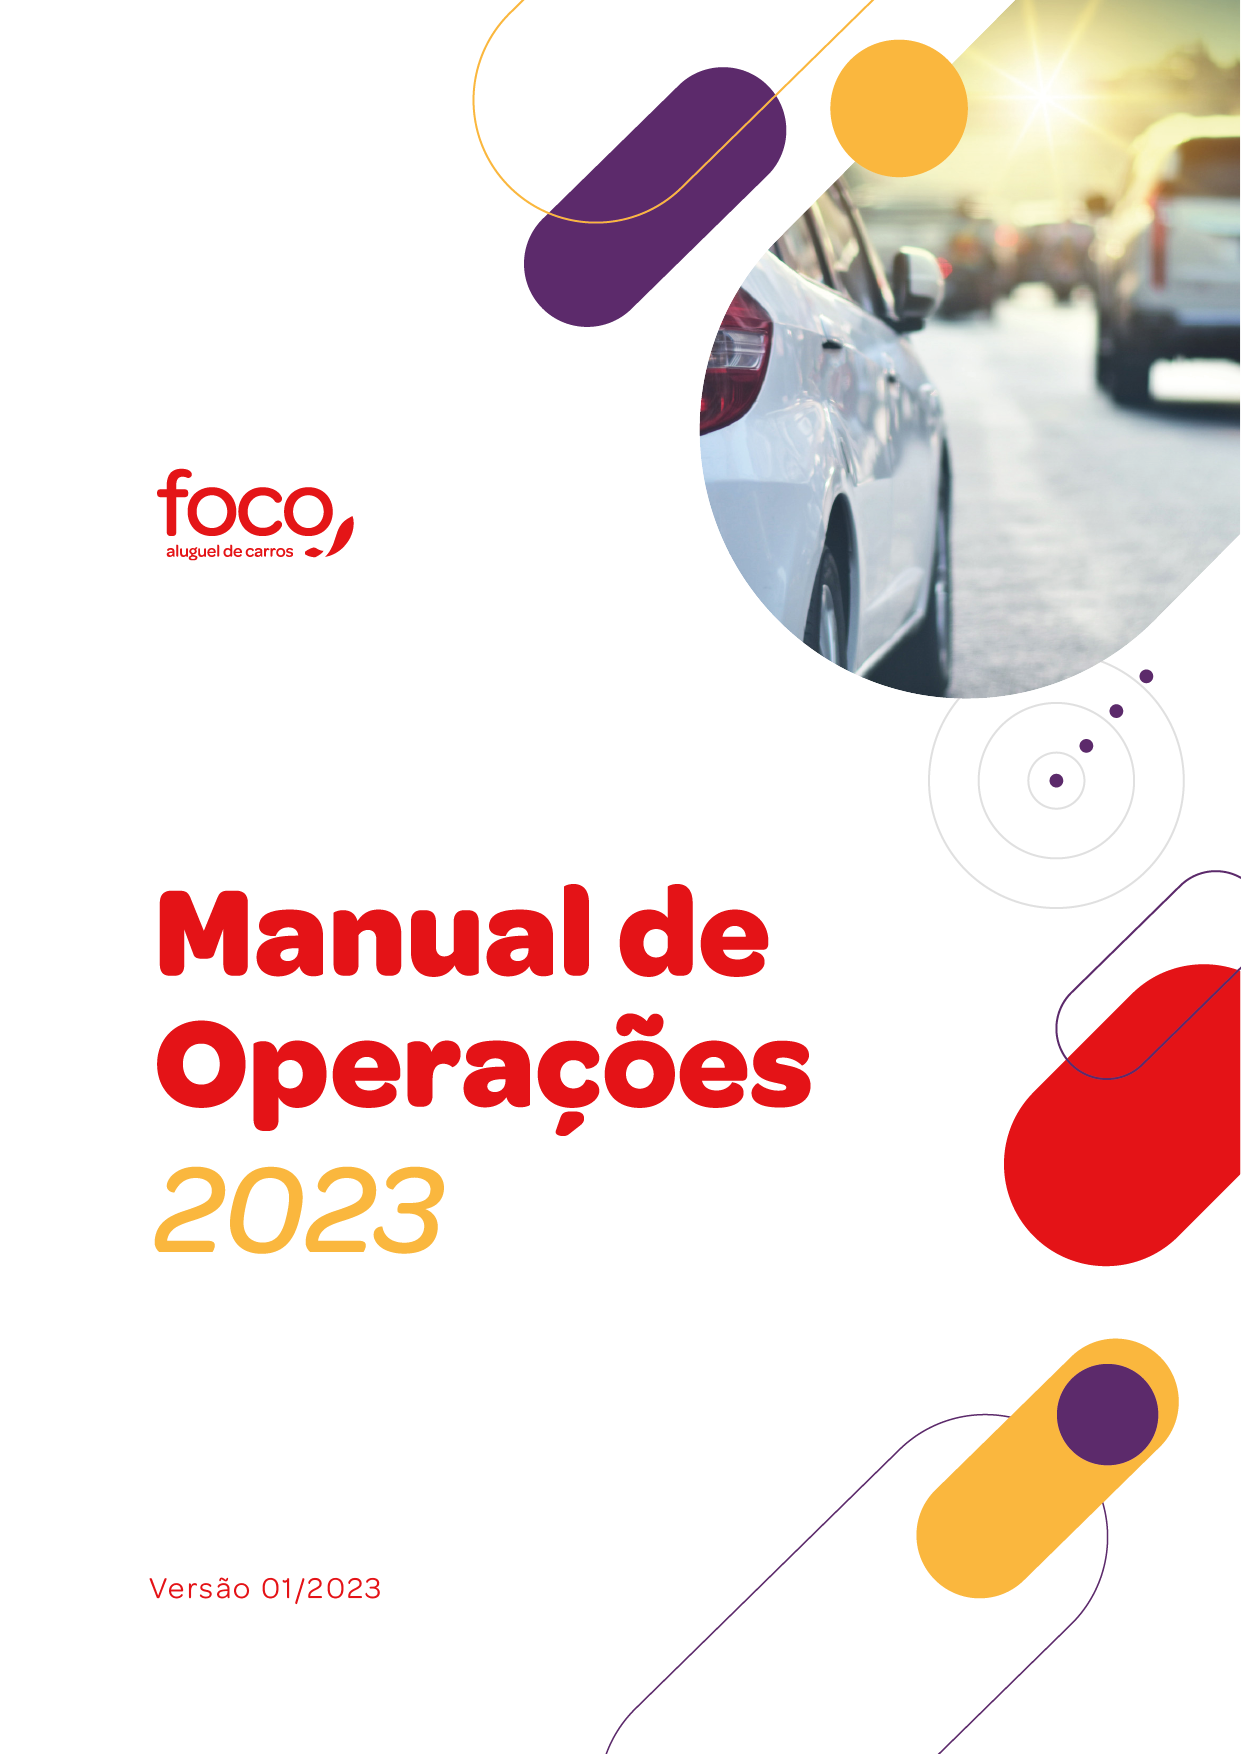 foco
aluguel de carros
Manual de
Operações
2023
Versão 01/2023